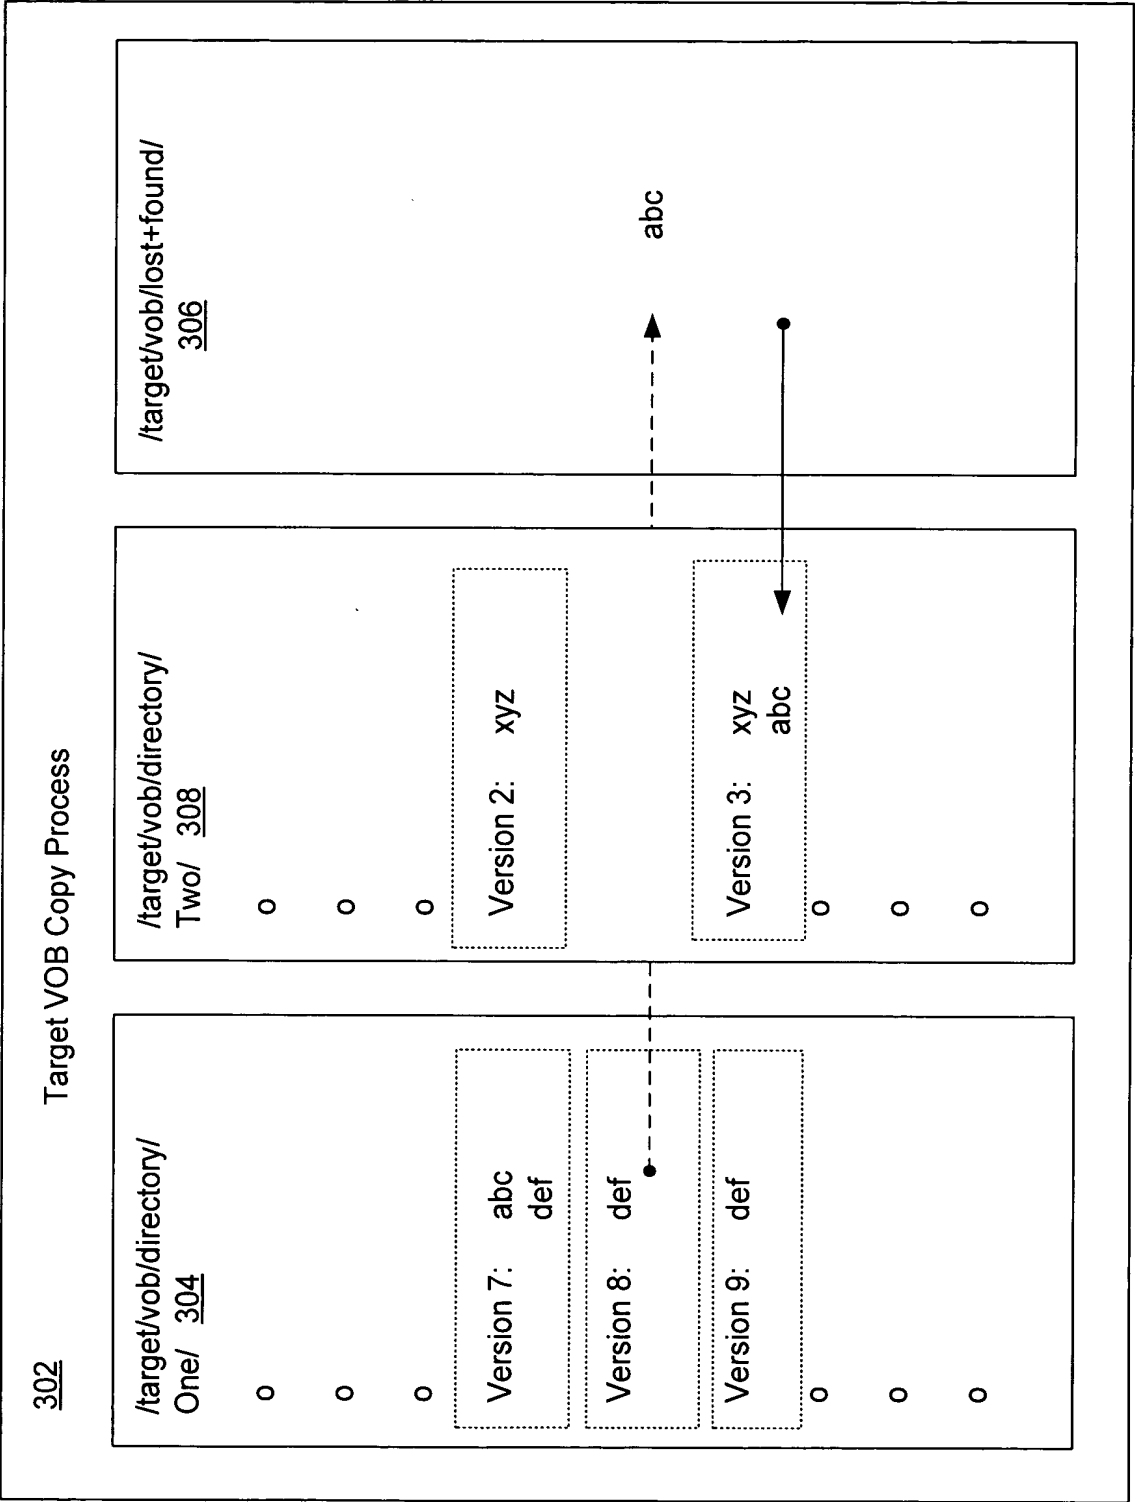 302
Target VOB Copy Process
/target/vob/directory/
One/ 304
o
o
o
Version 7: abc
def
Version 8: def
Version 9: def
o
o
o
/target/vob/directory/
Two/ 308
o
o
o
Version 2: xyz
Version 3: xyz
abc
o
o
o
/target/vob/lost+found/
306
abc